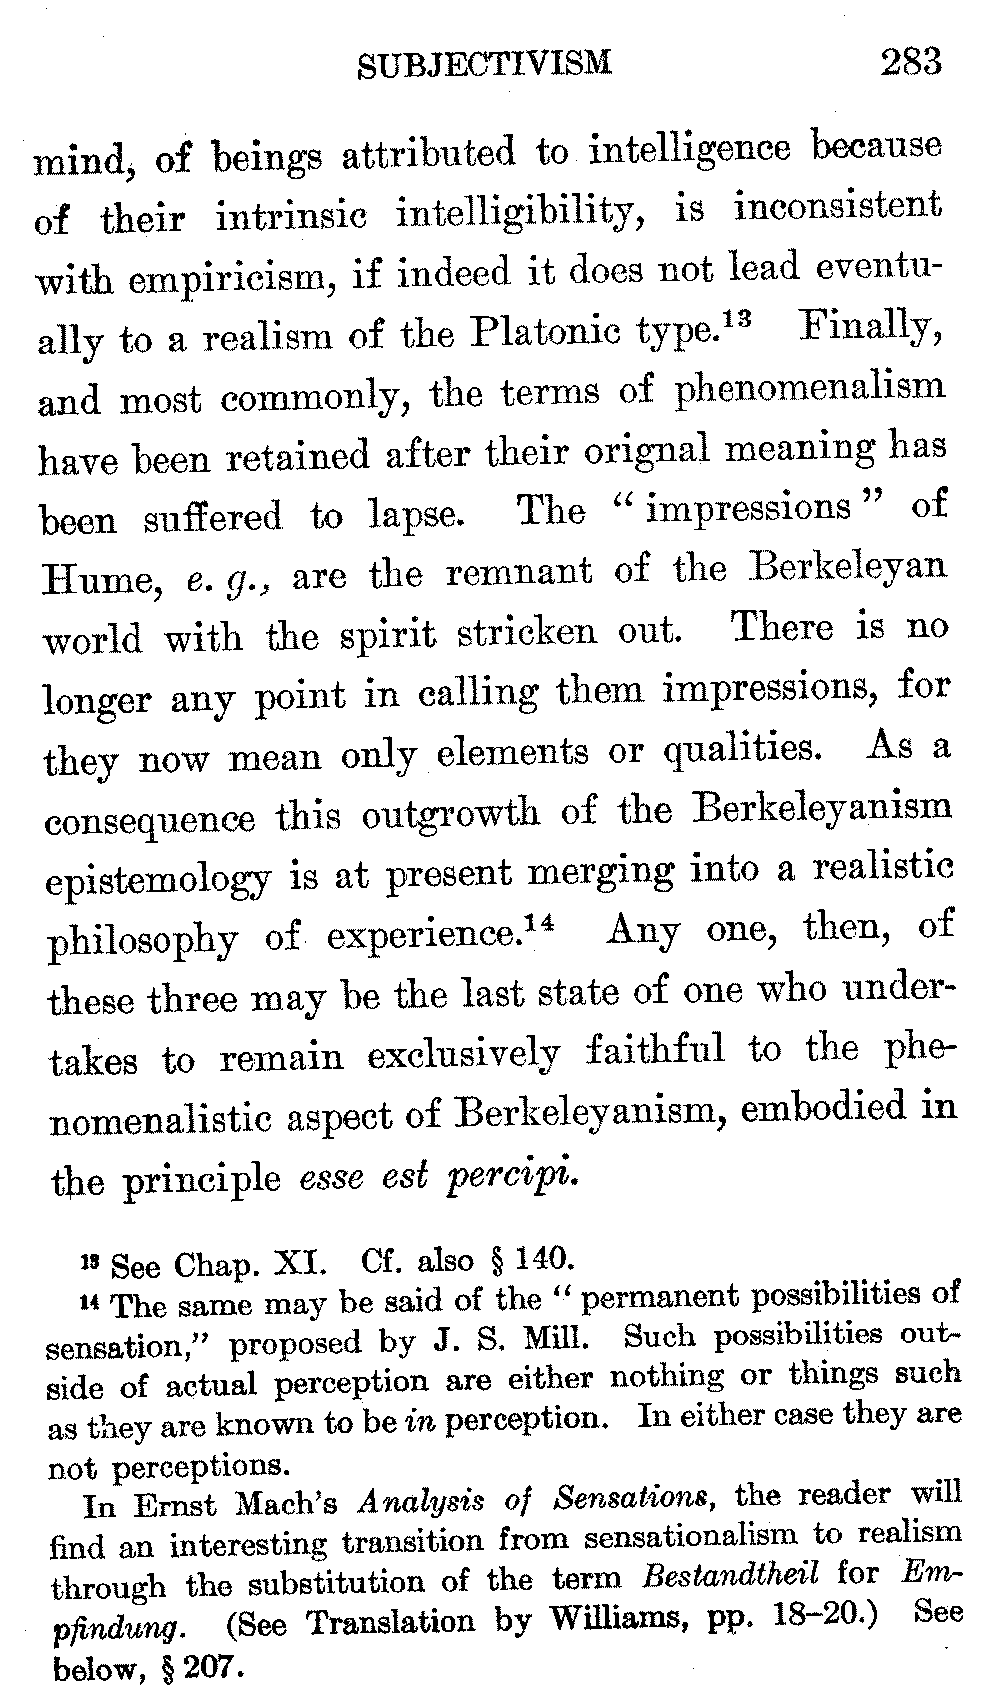 SUBJECTIVISM 283
mind, of beings attributed to intelligence because
of their intrinsic intelligibility, is inconsistent
with empiricism, if indeed it does not lead eventu-
ally to a realism of the Platonic type.¹³ Finally,
and most commonly, the terms of phenomenalism
have been retained after their orignal meaning has
been suffered to lapse. The “ impressions ” of
Hume, e. g., are the remnant of the Berkeleyan
world with the spirit stricken out. There is no
longer any point in calling them impressions, for
they now mean only elements or qualities. As a
consequence this outgrowth of the Berkeleyanism
epistemology is at present merging into a realistic
philosophy of experience.¹⁴ Any one, then, of
these three may be the last state of one who under-
takes to remain exclusively faithful to the phe-
nomenalistic aspect of Berkeleyanism, embodied in
the principle esse est percipi.
¹³ See Chap. XI. Cf. also § 140.
¹⁴ The same may be said of the “ permanent possibilities of
sensation,” proposed by J. S. Mill. Such possibilities out-
side of actual perception are either nothing or things such
as they are known to be in perception. In either case they are
not perceptions.
In Ernst Mach’s Analysis of Sensations, the reader will
find an interesting transition from sensationalism to realism
through the substitution of the term Bestandtheil for Em-
pfindung. (See Translation by Williams, pp. 18–20.) See
below, § 207.